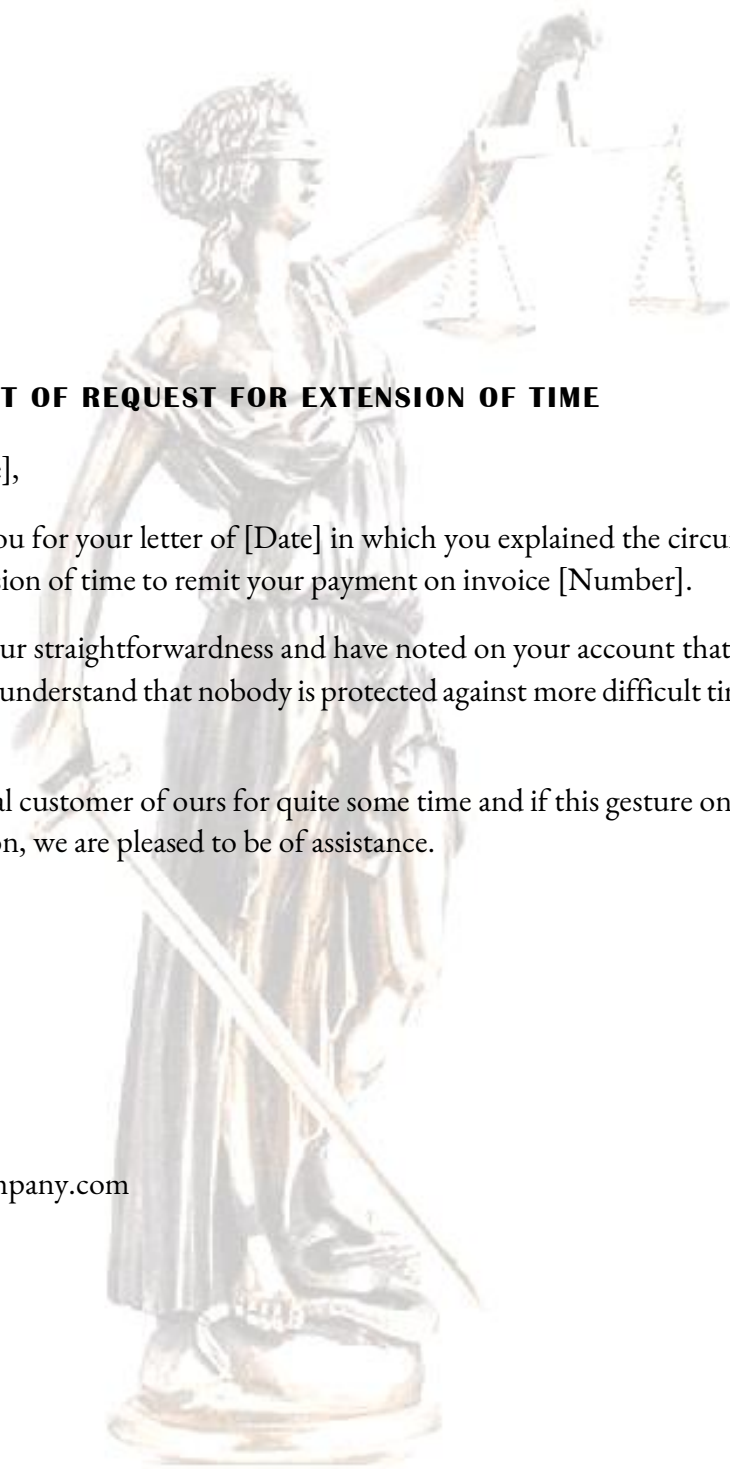 T OF REQUEST FOR EXTENSION OF TIME
],
ou for your letter of [Date] in which you explained the circu
sion of time to remit your payment on invoice [Number].
ur straightforwardness and have noted on your account that
understand that nobody is protected against more difficult ti
al customer of ours for quite some time and if this gesture on
on, we are pleased to be of assistance.
mpany.com